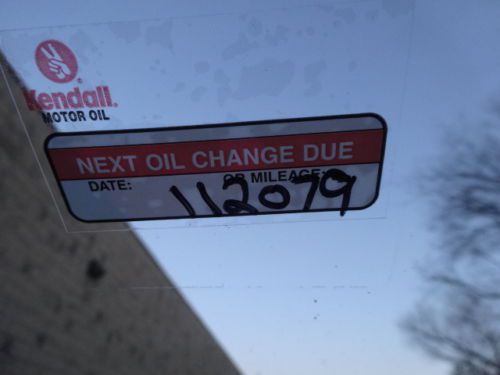 Kendall®
MOTOR OIL
NEXT OIL CHANGE DUE
DATE: OR MILEAGE:
112079